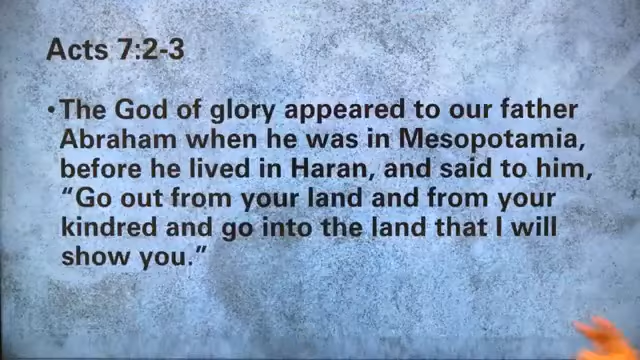 Acts 7:2-3
•The God of glory appeared to our father
Abraham when he was in Mesopotamia,
before he lived in Haran, and said to him,
“Go out from your land and from your
kindred and go into the land that I will
show you.”